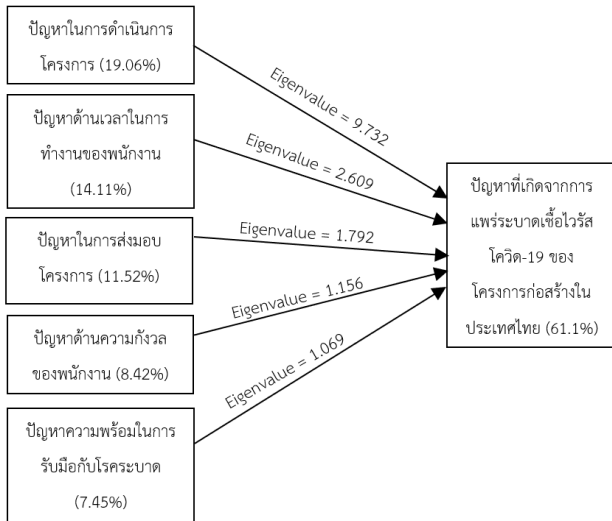 ปัญหาในการดำเนินการ
โครงการ (19.06%)
Eigenvalue = 9.732
ปัญหาด้านเวลาในการ
ทำงานของพนักงาน
(14.11%)
Eigenvalue = 2.609
ปัญหาในการส่งมอบ
โครงการ (11.52%)
Eigenvalue = 1.792
ปัญหาด้านความกังวล
ของพนักงาน (8.42%)
Eigenvalue = 1.156
ปัญหาความพร้อมในการ
รับมือกับโรคระบาด
(7.45%)
Eigenvalue = 1.069
ปัญหาที่เกิดจากการ
แพร่ระบาดเชื้อไวรัส
โควิด-19 ของ
โครงการก่อสร้างใน
ประเทศไทย (61.1%)